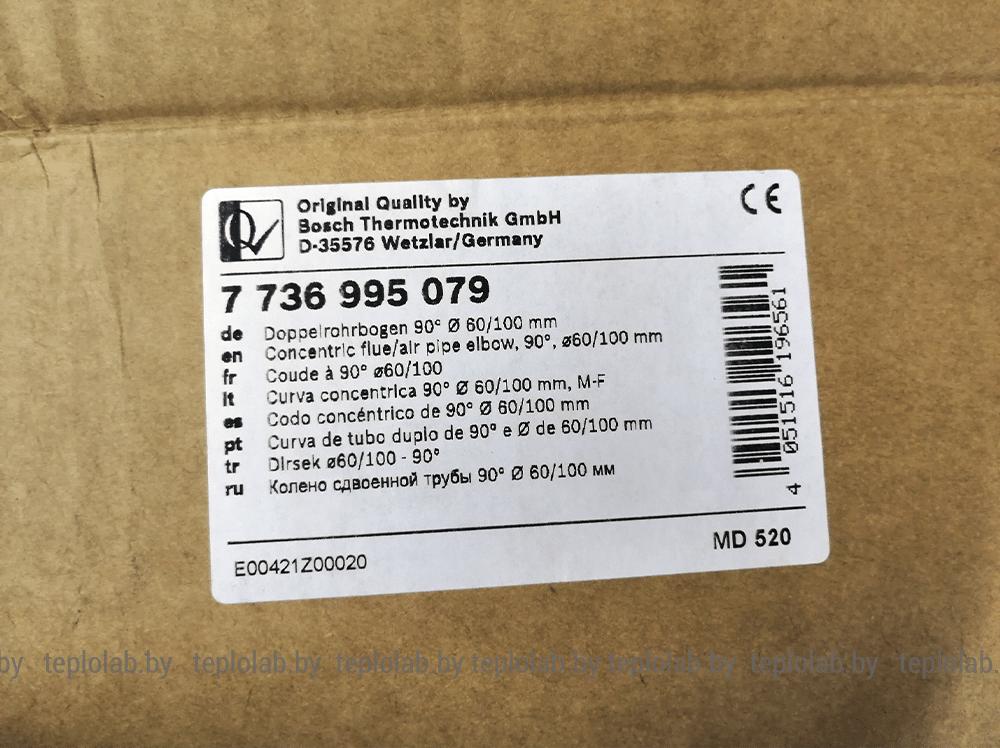 Original Quality by
Bosch Thermotechnik GmbH
D-35576 Wetzlar/Germany
CE
7 736 995 079
de Doppelrohrbogen 90° Ø 60/100 mm
en Concentric flue/air pipe elbow, 90°, ø60/100 mm
fr Coude à 90° ø60/100
it Curva concentrica 90° Ø 60/100 mm, M-F
es Codo concéntrico de 90° Ø 60/100 mm
pt Curva de tubo duplo de 90° e Ø de 60/100 mm
tr Dirsek ø60/100 - 90°
ru Колено сдвоенной трубы 90° Ø 60/100 мм
4 051516 196561
E00421Z00020
MD 520
by teplolab.by teplolab.by teplolab.by teplolab.by teplolab.by teplolab.by teplolab.